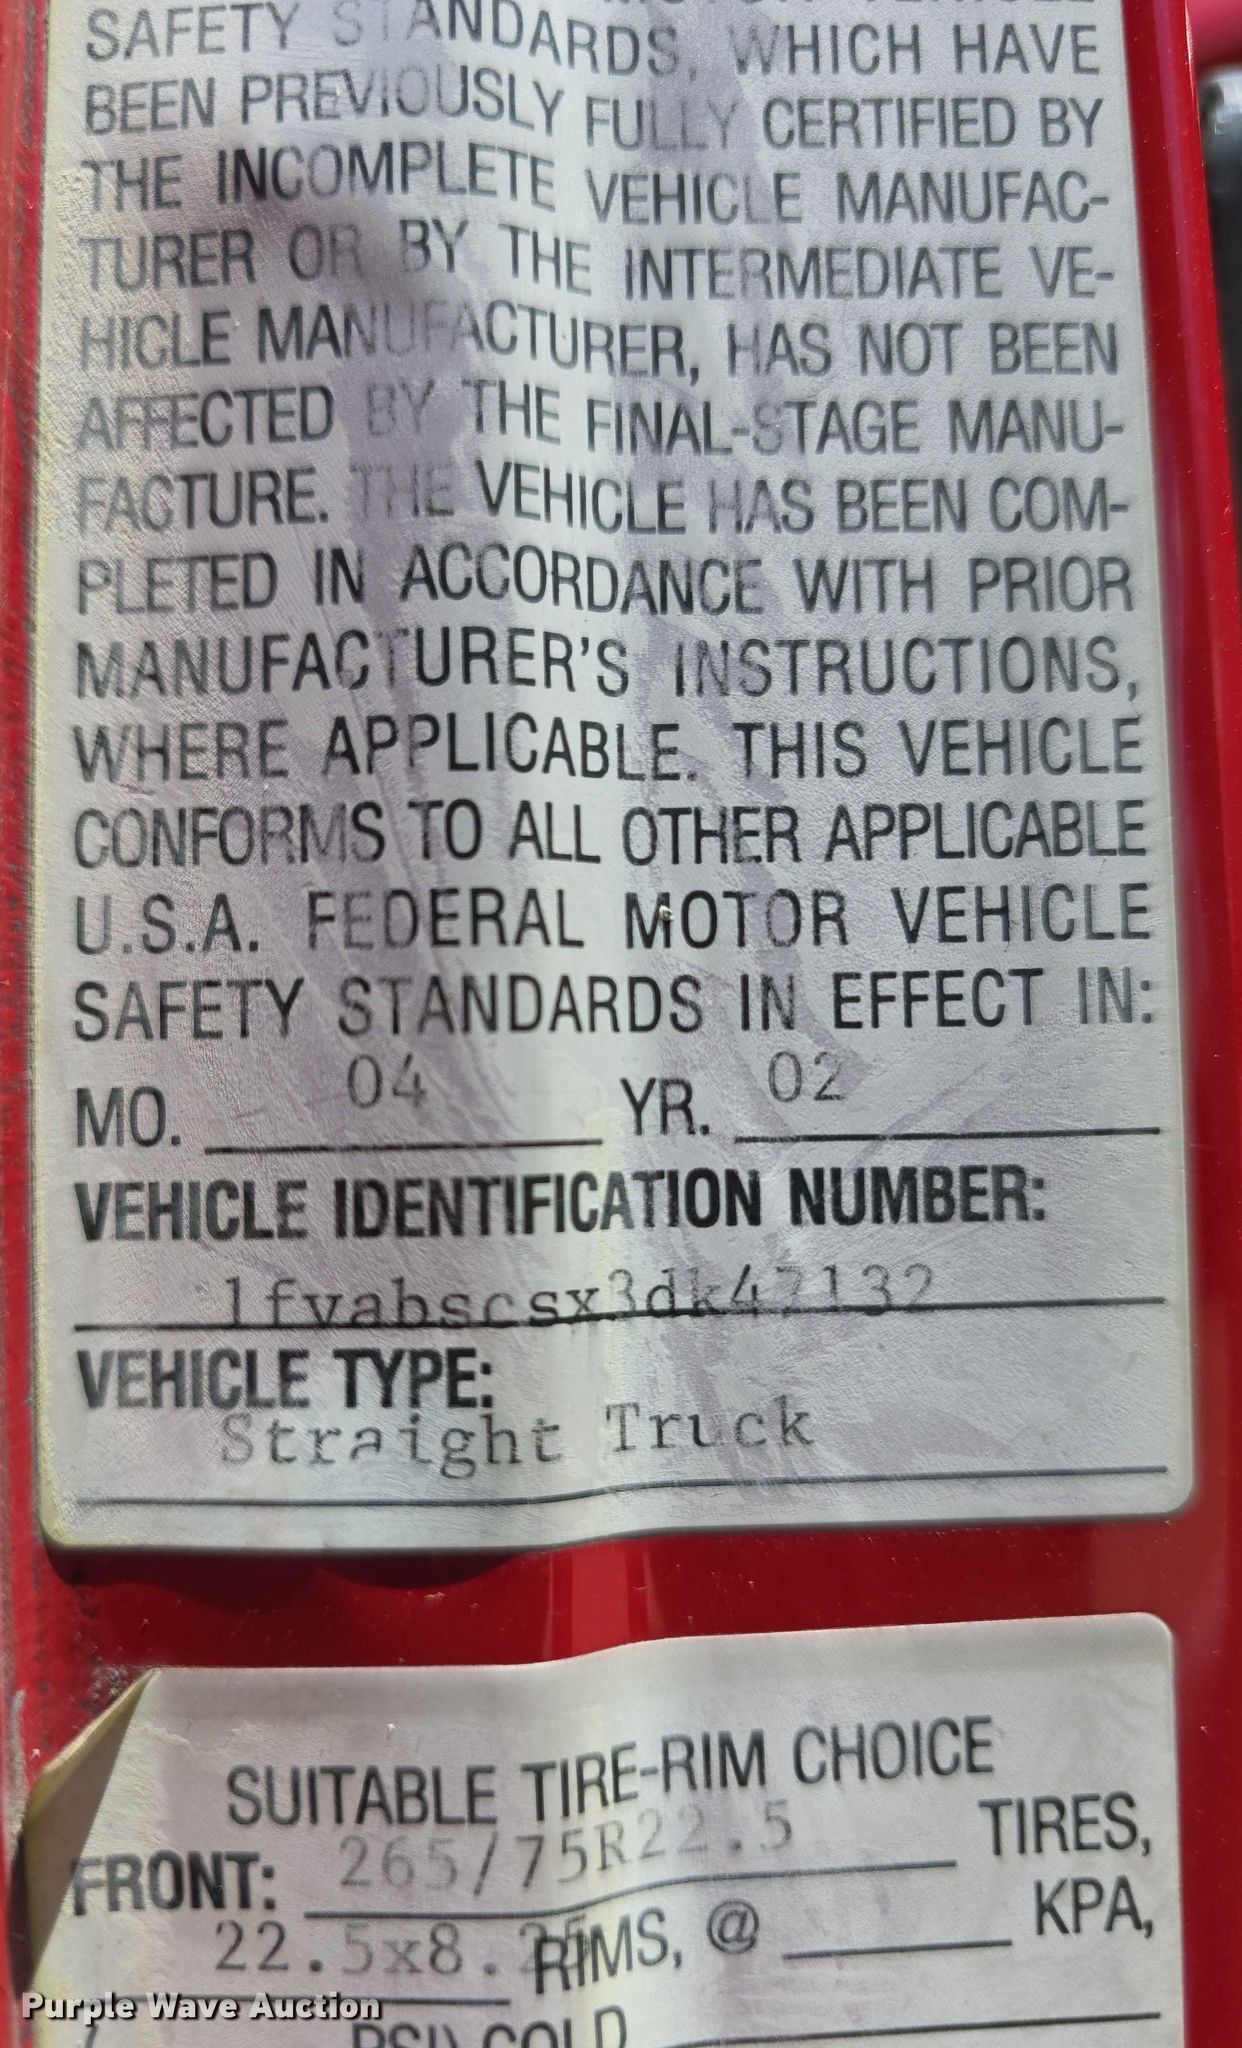 SAFETY STANDARDS, WHICH HAVE
BEEN PREVIOUSLY FULLY CERTIFIED BY
THE INCOMPLETE VEHICLE MANUFAC-
TURER OR BY THE INTERMEDIATE VE-
HICLE MANUFACTURER, HAS NOT BEEN
AFFECTED BY THE FINAL-STAGE MANU-
FACTURE. THE VEHICLE HAS BEEN COM-
PLETED IN ACCORDANCE WITH PRIOR
MANUFACTURER'S INSTRUCTIONS,
WHERE APPLICABLE. THIS VEHICLE
CONFORMS TO ALL OTHER APPLICABLE
U.S.A. FEDERAL MOTOR VEHICLE
SAFETY STANDARDS IN EFFECT IN:
MO. 04 YR. 02
VEHICLE IDENTIFICATION NUMBER:
1fvabscsx3dk47132
VEHICLE TYPE:
Straight Truck
SUITABLE TIRE-RIM CHOICE
FRONT: 265/75R22.5 TIRES,
22.5x8.25 RIMS, @ KPA,
PSI) COLD
Purple Wave Auction